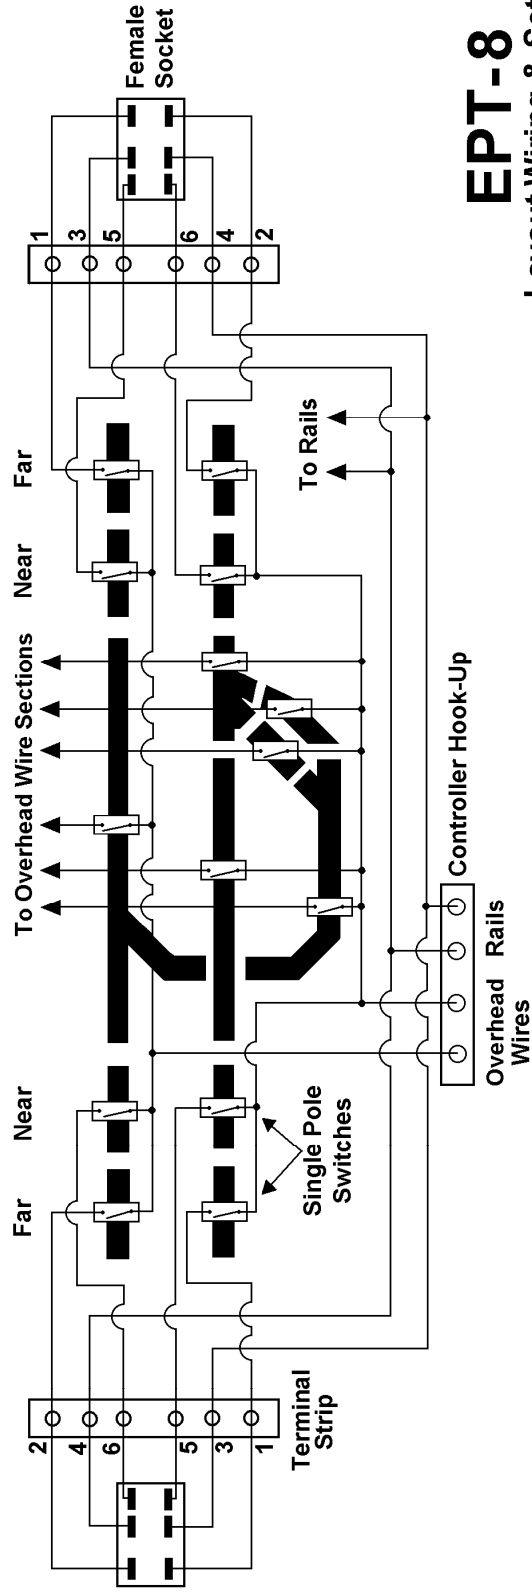 Female
Socket
1
3
5
6
4
2
Far
Near
To Overhead Wire Sections
Near
Far
To Rails
Single Pole
Switches
Controller Hook-Up
Overhead
Wires
Rails
2
4
6
5
3
1
Terminal
Strip
EPT-8